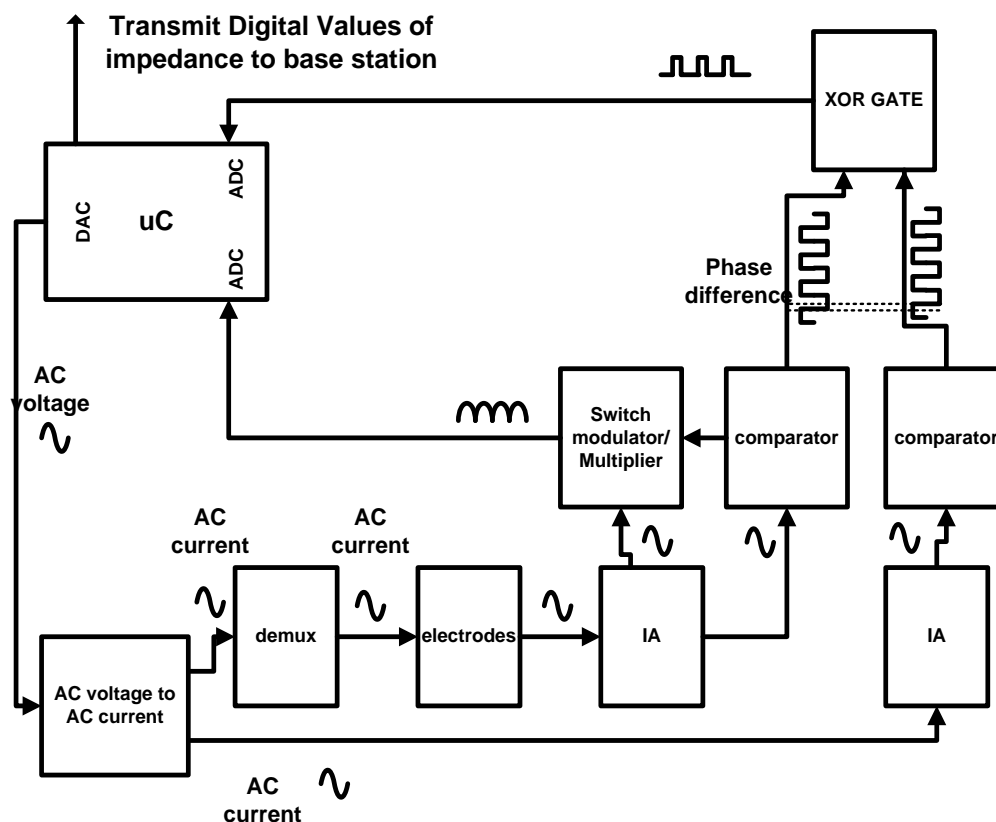 Transmit Digital Values of
impedance to base station
XOR GATE
ADC
DAC
uC
ADC
Phase
difference
AC
voltage
Switch
modulator/
Multiplier
comparator
comparator
AC
current
AC
current
demux
electrodes
IA
IA
AC voltage to
AC current
AC
current